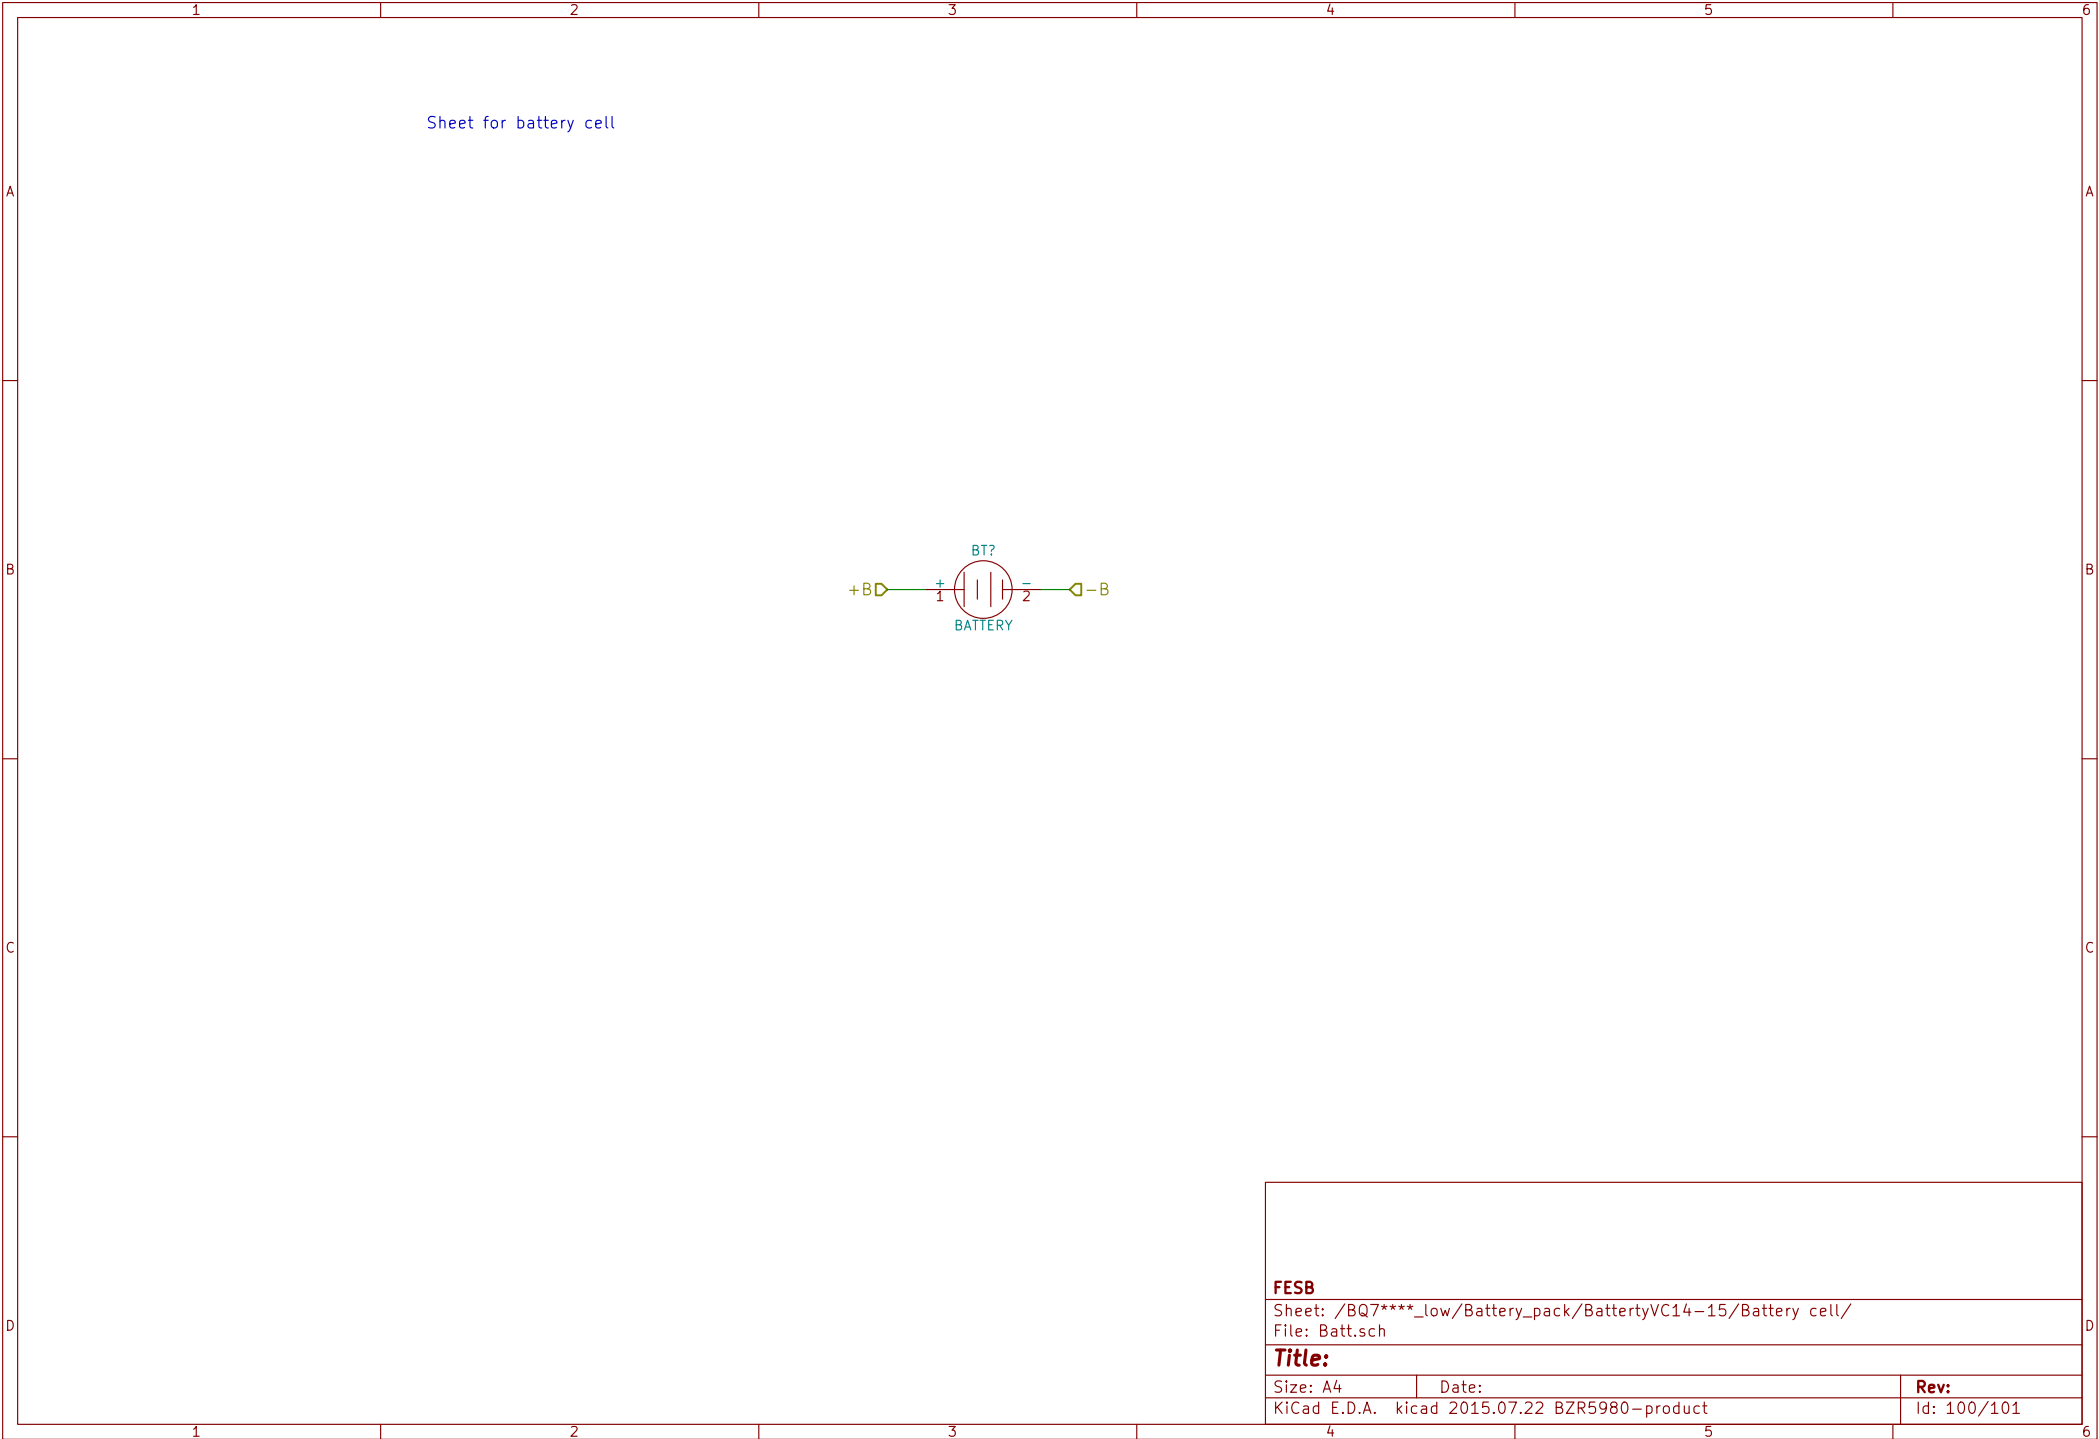 1 2 3 4 5 6
Sheet for battery cell
A A
BT?
B B
+B + - -B
1 2
BATTERY
C C
FESB
Sheet: /BQ7****_low/Battery_pack/BattertyVC14-15/Battery cell/
D D
File: Batt.sch
Title:
Size: A4 Date: Rev:
KiCad E.D.A. kicad 2015.07.22 BZR5980-product Id: 100/101
1 2 3 4 5 6